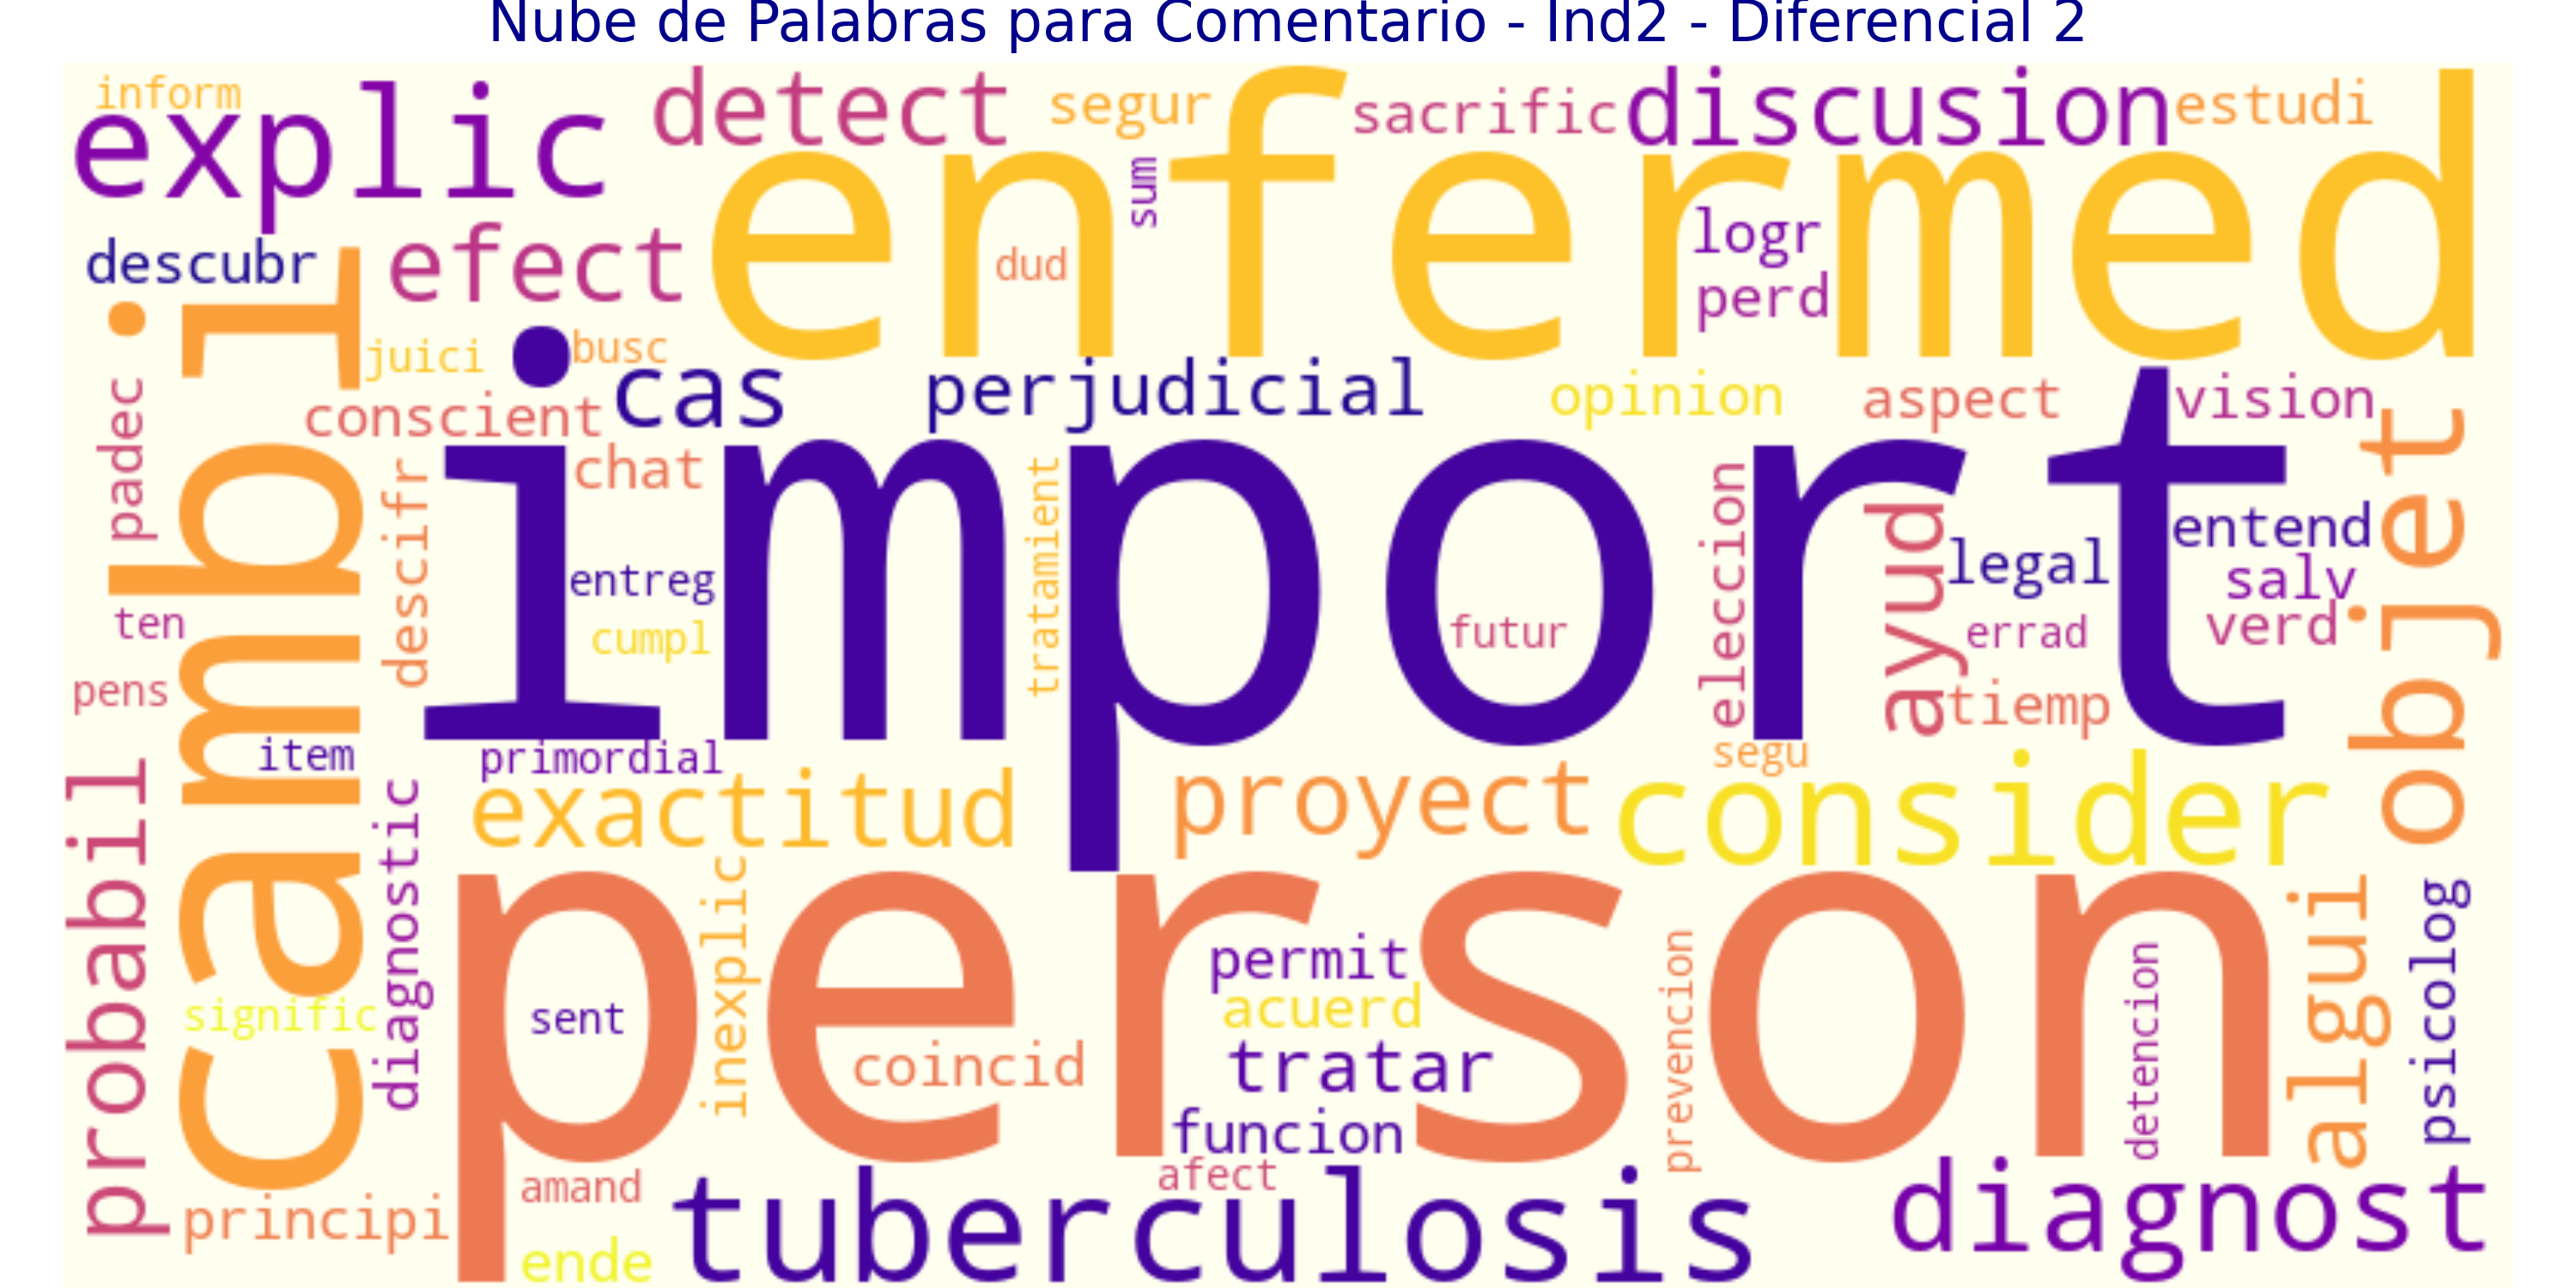 Nube de Palabras para Comentario - Ind2 - Diferencial 2
inform
explic
detect
segur
sacrific
discusion
estudi
enfermed
sum
dud
logr
perd
descubr
efect
cambi
juici
busc
cas
perjudicial
opinion
aspect
vision
padec
conscient
chat
descifr
import
tratamient
entreg
cumpl
futur
eleccion
ayud
legal
entend
salv
errad
verd
tiemp
objet
ten
pens
item
primordial
segu
exactitud
proyect
consider
probabil
diagnostic
signific
person
sent
inexplic
coincid
permit
acuerd
tratar
funcion
afect
prevencion
detencion
algui
psicolog
principi
amand
ende
tuberculosis
diagnost